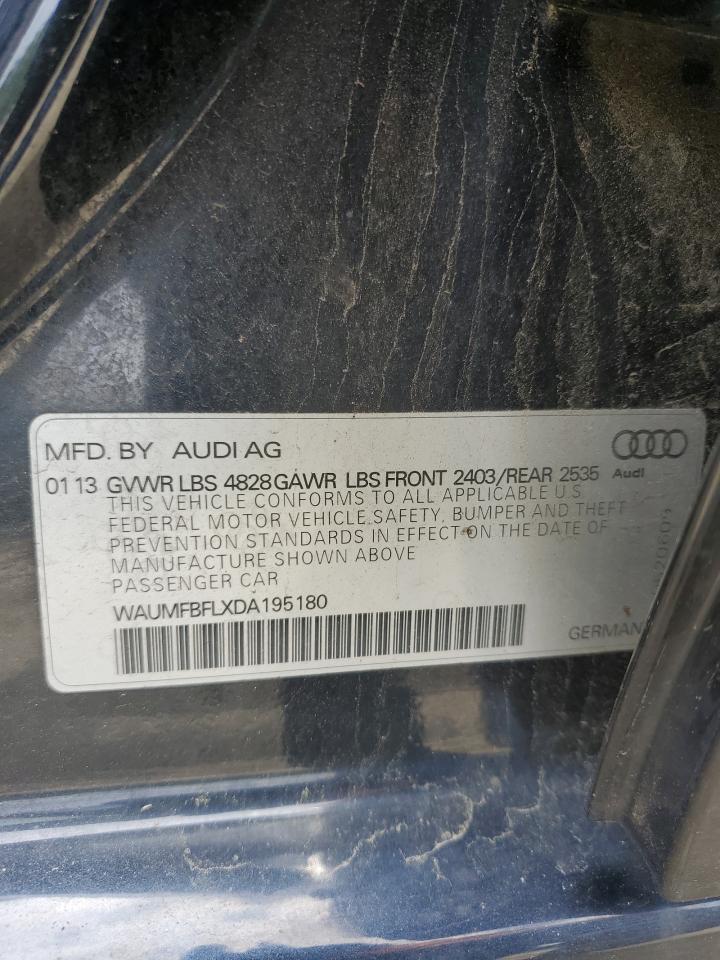 MFD. BY AUDI AG
01 13 GVWR LBS 4828 GAWR LBS FRONT 2403/REAR 2535
Audi
THIS VEHICLE CONFORMS TO ALL APPLICABLE U.S
FEDERAL MOTOR VEHICLE.SAFETY, BUMPER AND THEFT
PREVENTION STANDARDS IN EFFECT ON THE DATE OF
MANUFACTURE SHOWN ABOVE
PASSENGER CAR
WAUMFBFLXDA195180
GERMAN